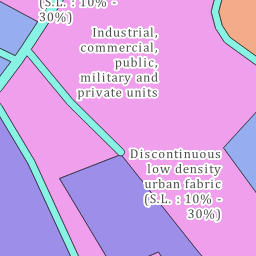 (S.L. : 10% -
30%)
Industrial,
commercial,
public,
military and
private units
Discontinuous
low density
urban fabric
(S.L. : 10% -
30%)